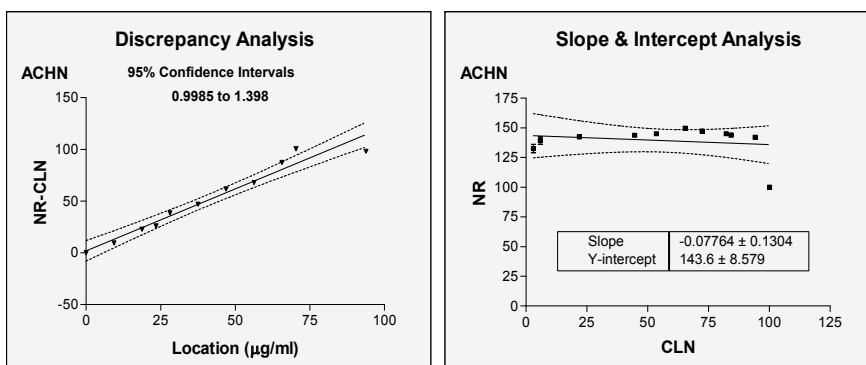 Discrepancy Analysis
ACHN
95% Confidence Intervals
0.9985 to 1.398
150
100
50
0
-50
NR-CLN
0
25
50
75
100
Location (μg/ml)
Slope & Intercept Analysis
ACHN
175
150
125
100
75
50
25
0
NR
Slope -0.07764 ± 0.1304
Y-intercept 143.6 ± 8.579
0
25
50
75
100
125
CLN